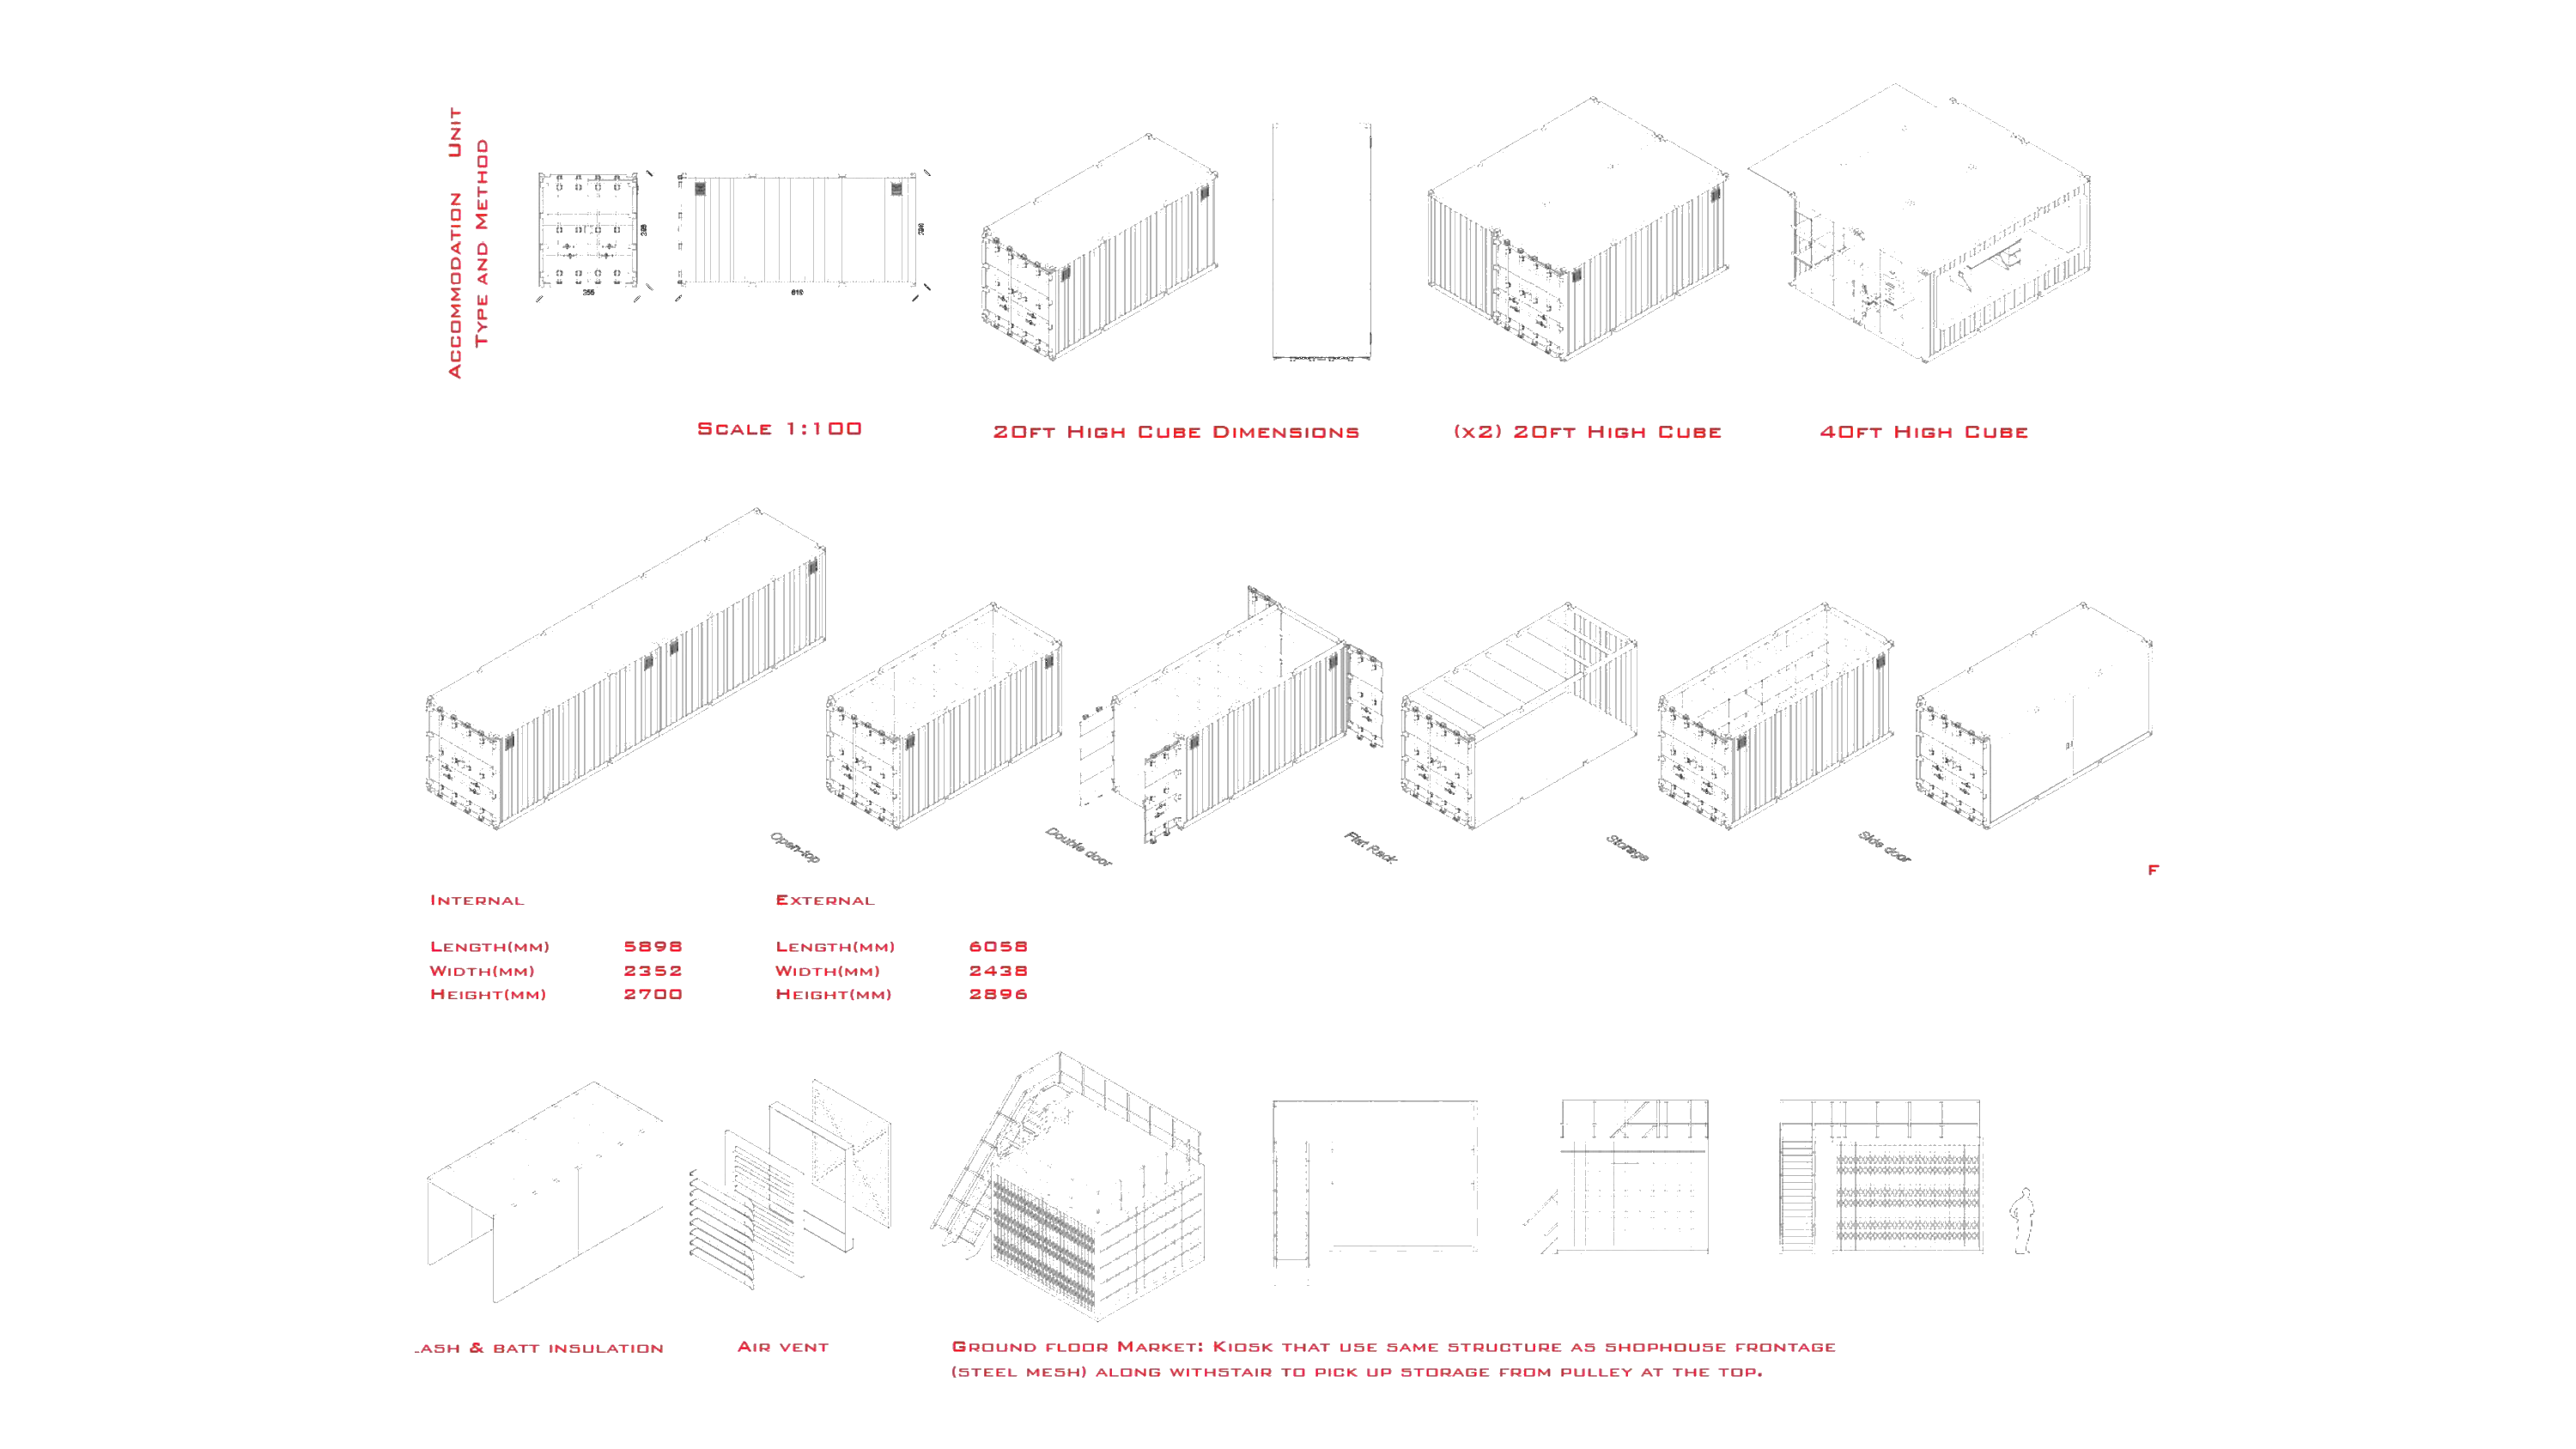 Accommodation Unit
Type and Method
255
610
Scale 1:100
20ft High Cube Dimensions
(x2) 20ft High Cube
40ft High Cube
Open-top
Double door
Flat Rack
Storage
Side door
F
Internal
Length(mm) 5898
Width(mm) 2352
Height(mm) 2700
External
Length(mm) 6058
Width(mm) 2438
Height(mm) 2896
ash & batt insulation
Air vent
Ground floor Market: Kiosk that use same structure as shophouse frontage
(steel mesh) along withstair to pick up storage from pulley at the top.